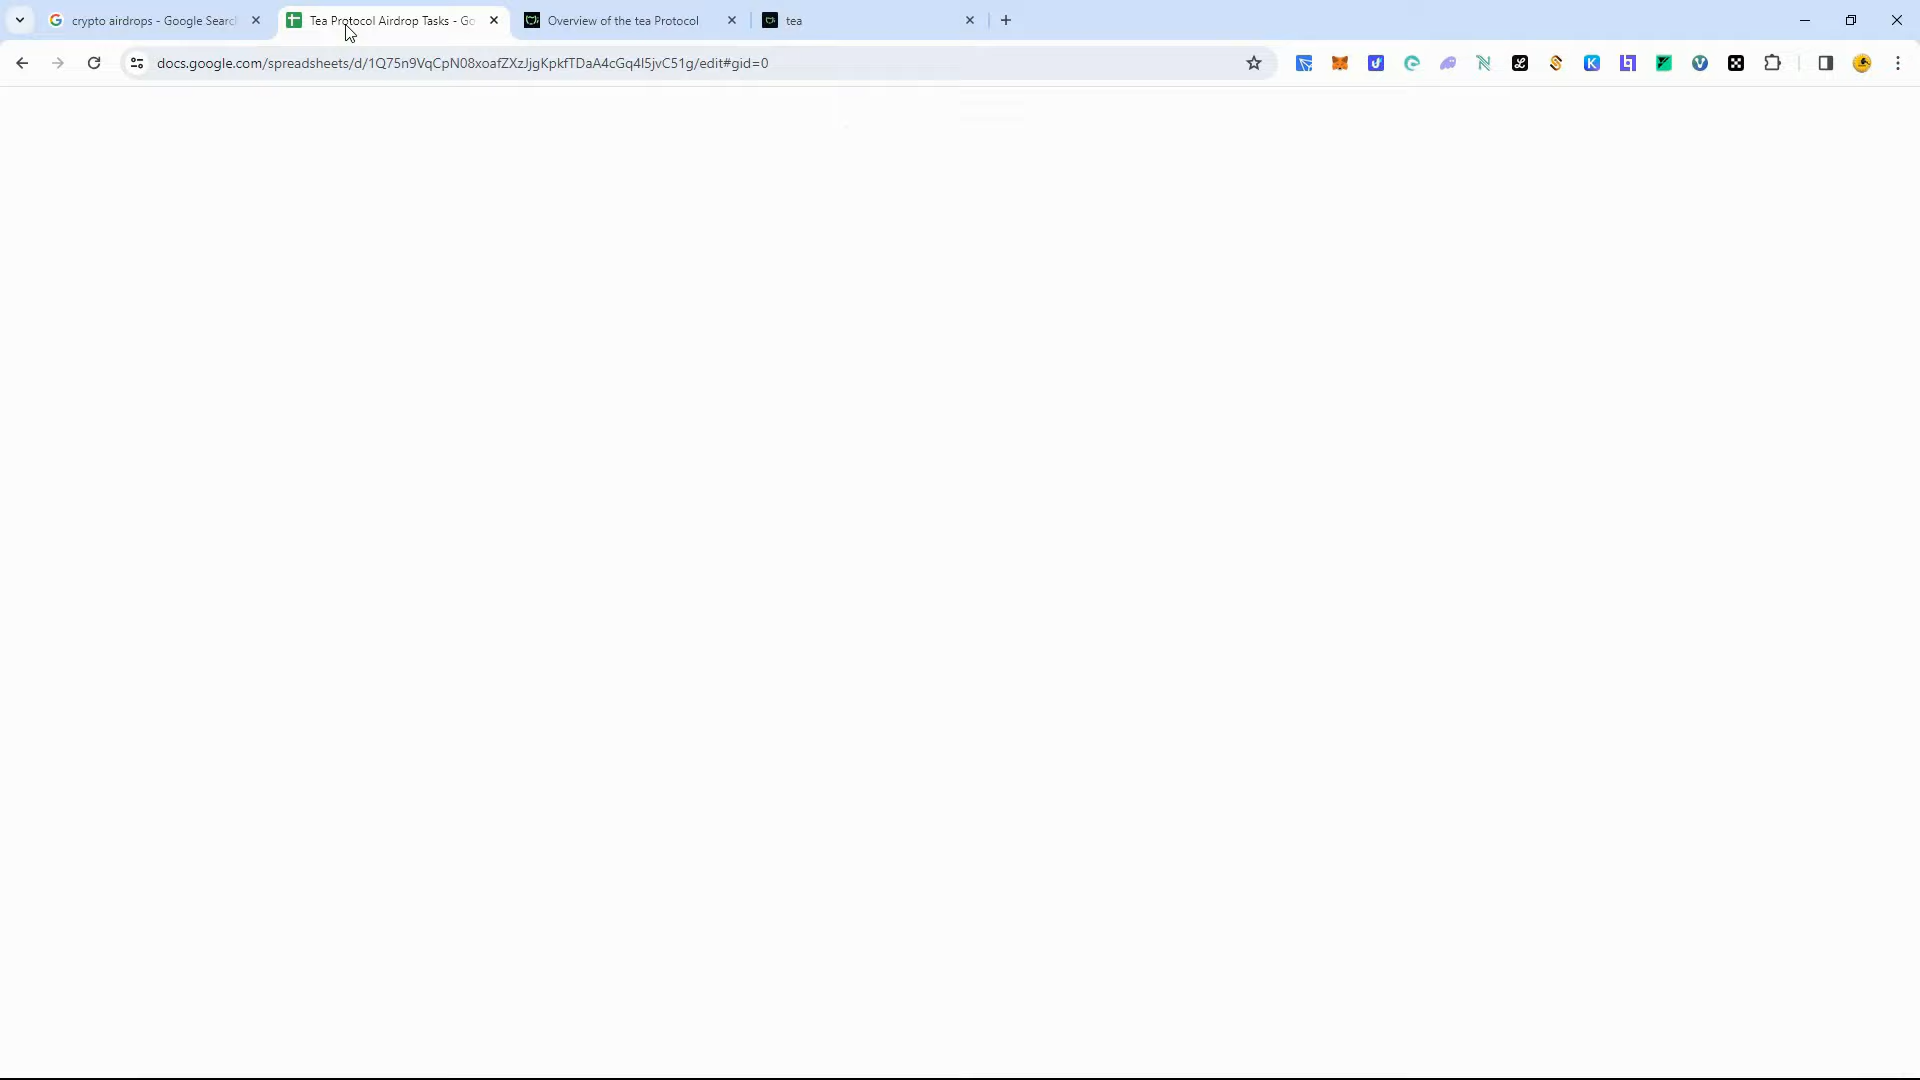 crypto airdrops - Google Searc
Tea Protocol Airdrop Tasks - Go
Overview of the tea Protocol
tea
docs.google.com/spreadsheets/d/1Q75n9VqCpN08xoafZXzJjgKpkfTDaA4cGq4I5jvC51g/edit#gid=0